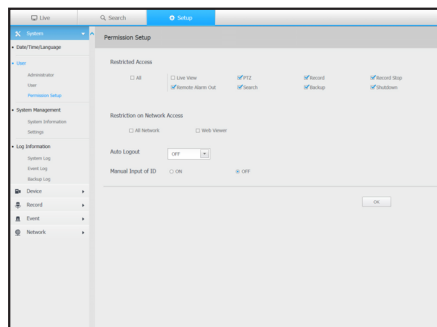 Live
Search
Setup
System
Date/Time/Language
User
Administrator
User
Permission Setup
System Management
System Information
Settings
Log Information
System Log
Event Log
Backup Log
Device
Record
Event
Network
Permission Setup
Restricted Access
All Live View PTZ Record Record Stop
Remote Alarm Out Search Backup Shutdown
Restriction on Network Access
All Network Web Viewer
Auto Logout OFF
Manual Input of ID ON OFF
OK